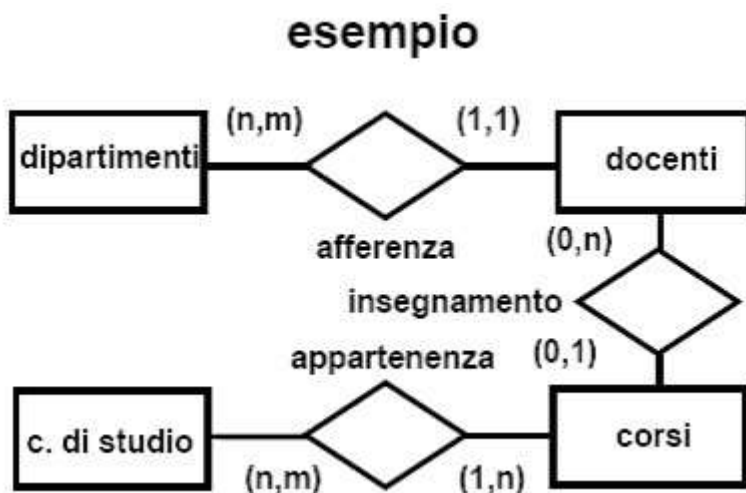 esempio
(n,m) (1,1)
dipartimenti docenti
afferenza (0,n)
insegnamento
appartenenza (0,1)
c. di studio corsi
(n,m) (1,n)